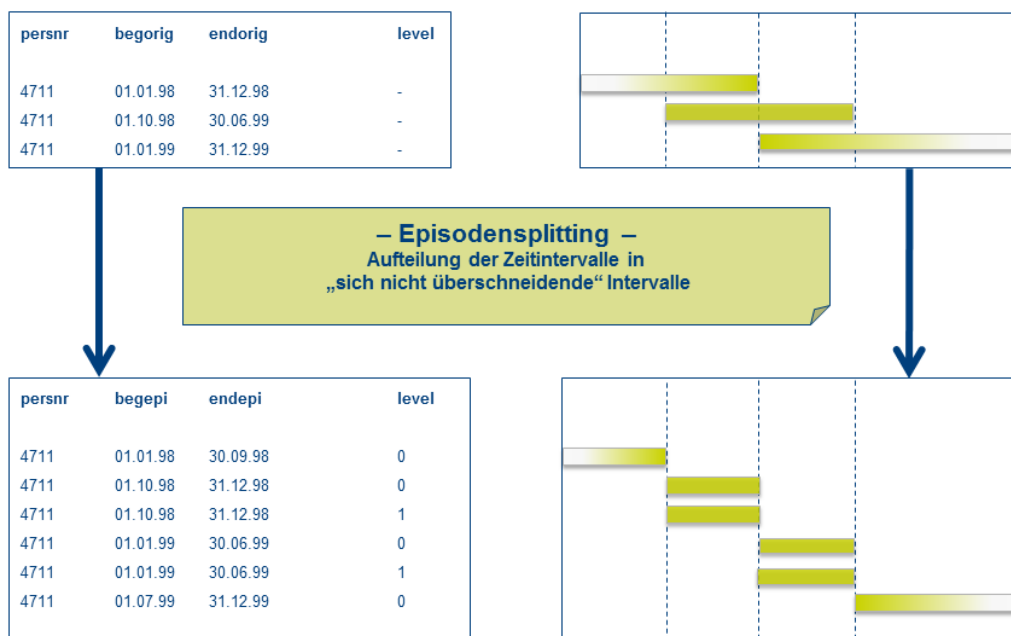 persnr begorig endorig level
4711 01.01.98 31.12.98 -
4711 01.10.98 30.06.99 -
4711 01.01.99 31.12.99 -
– Episodensplitting –
Aufteilung der Zeitintervalle in
„sich nicht überschneidende“ Intervalle
persnr begepi endepi level
4711 01.01.98 30.09.98 0
4711 01.10.98 31.12.98 0
4711 01.10.98 31.12.98 1
4711 01.01.99 30.06.99 0
4711 01.01.99 30.06.99 1
4711 01.07.99 31.12.99 0